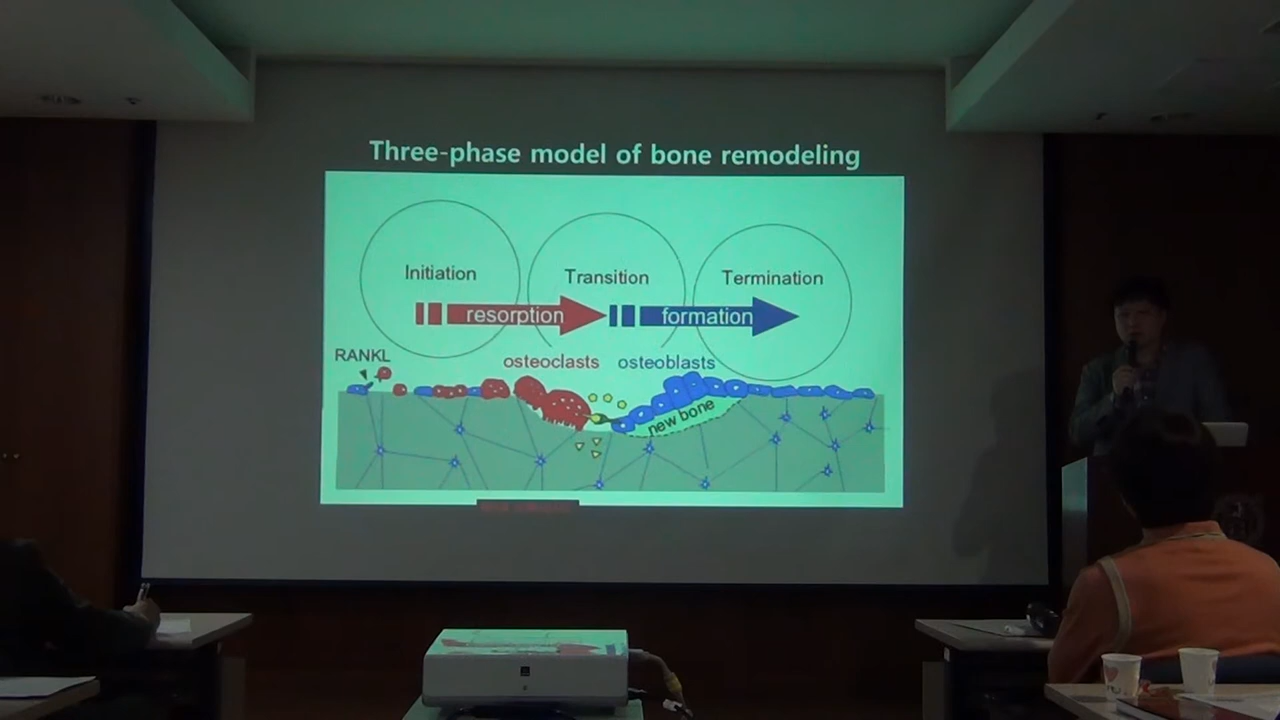 Three-phase model of bone remodeling
Initiation
Transition
Termination
resorption
formation
RANKL
osteoclasts
osteoblasts
new bone